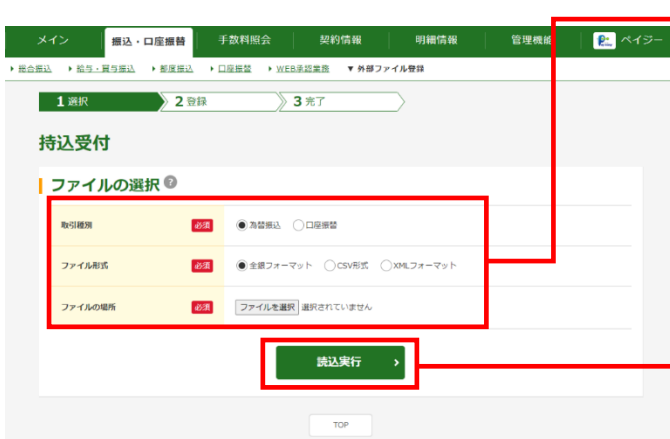 メイン 振込・口座振替 手数料照会 契約情報 明細情報 管理機能 ペイジー
総合振込 給与・賞与振込 都度振込 口座振替 WEB承認業務 ▼ 外部ファイル登録
1 選択 2 登録 3 完了
持込受付
ファイルの選択 ?
取引種別 必須 為替振込 口座振替
ファイル形式 必須 全銀フォーマット CSV形式 XMLフォーマット
ファイルの場所 必須 ファイルを選択 選択されていません
読込実行
TOP